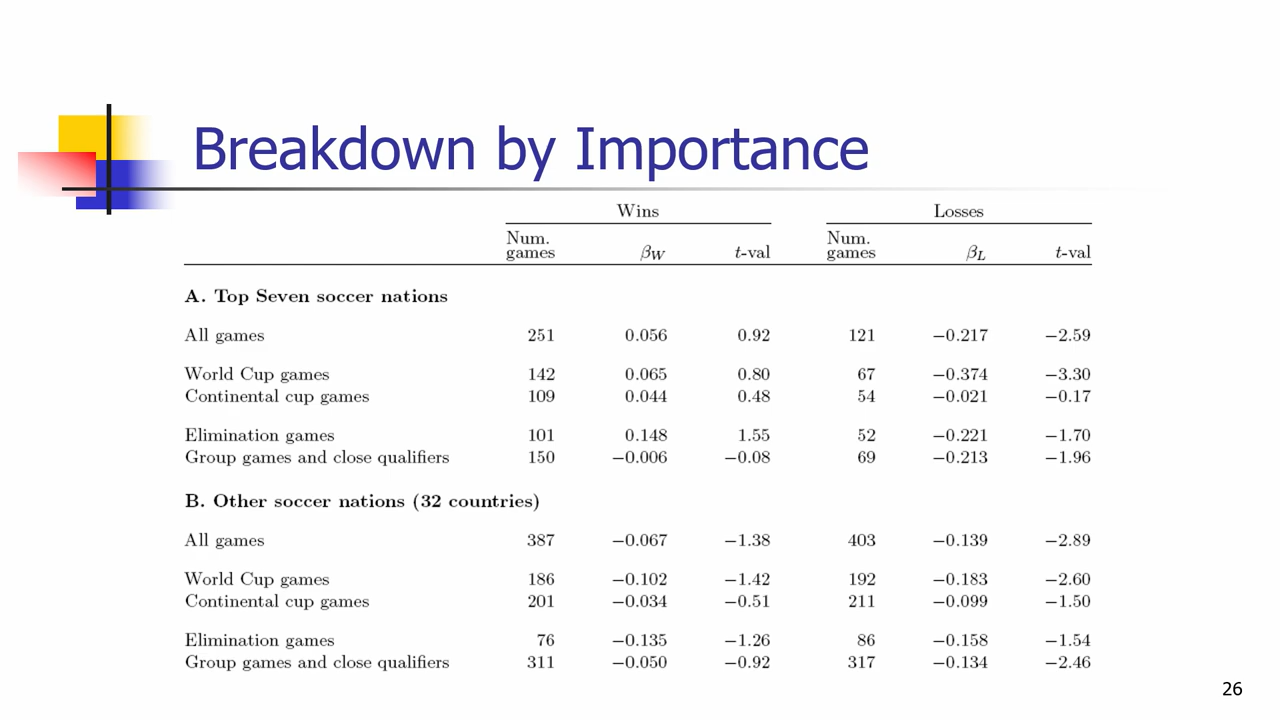 Breakdown by Importance
Wins Losses
Num. games β_W t-val Num. games β_L t-val
A. Top Seven soccer nations
All games 251 0.056 0.92 121 −0.217 −2.59
World Cup games 142 0.065 0.80 67 −0.374 −3.30
Continental cup games 109 0.044 0.48 54 −0.021 −0.17
Elimination games 101 0.148 1.55 52 −0.221 −1.70
Group games and close qualifiers 150 −0.006 −0.08 69 −0.213 −1.96
B. Other soccer nations (32 countries)
All games 387 −0.067 −1.38 403 −0.139 −2.89
World Cup games 186 −0.102 −1.42 192 −0.183 −2.60
Continental cup games 201 −0.034 −0.51 211 −0.099 −1.50
Elimination games 76 −0.135 −1.26 86 −0.158 −1.54
Group games and close qualifiers 311 −0.050 −0.92 317 −0.134 −2.46
26